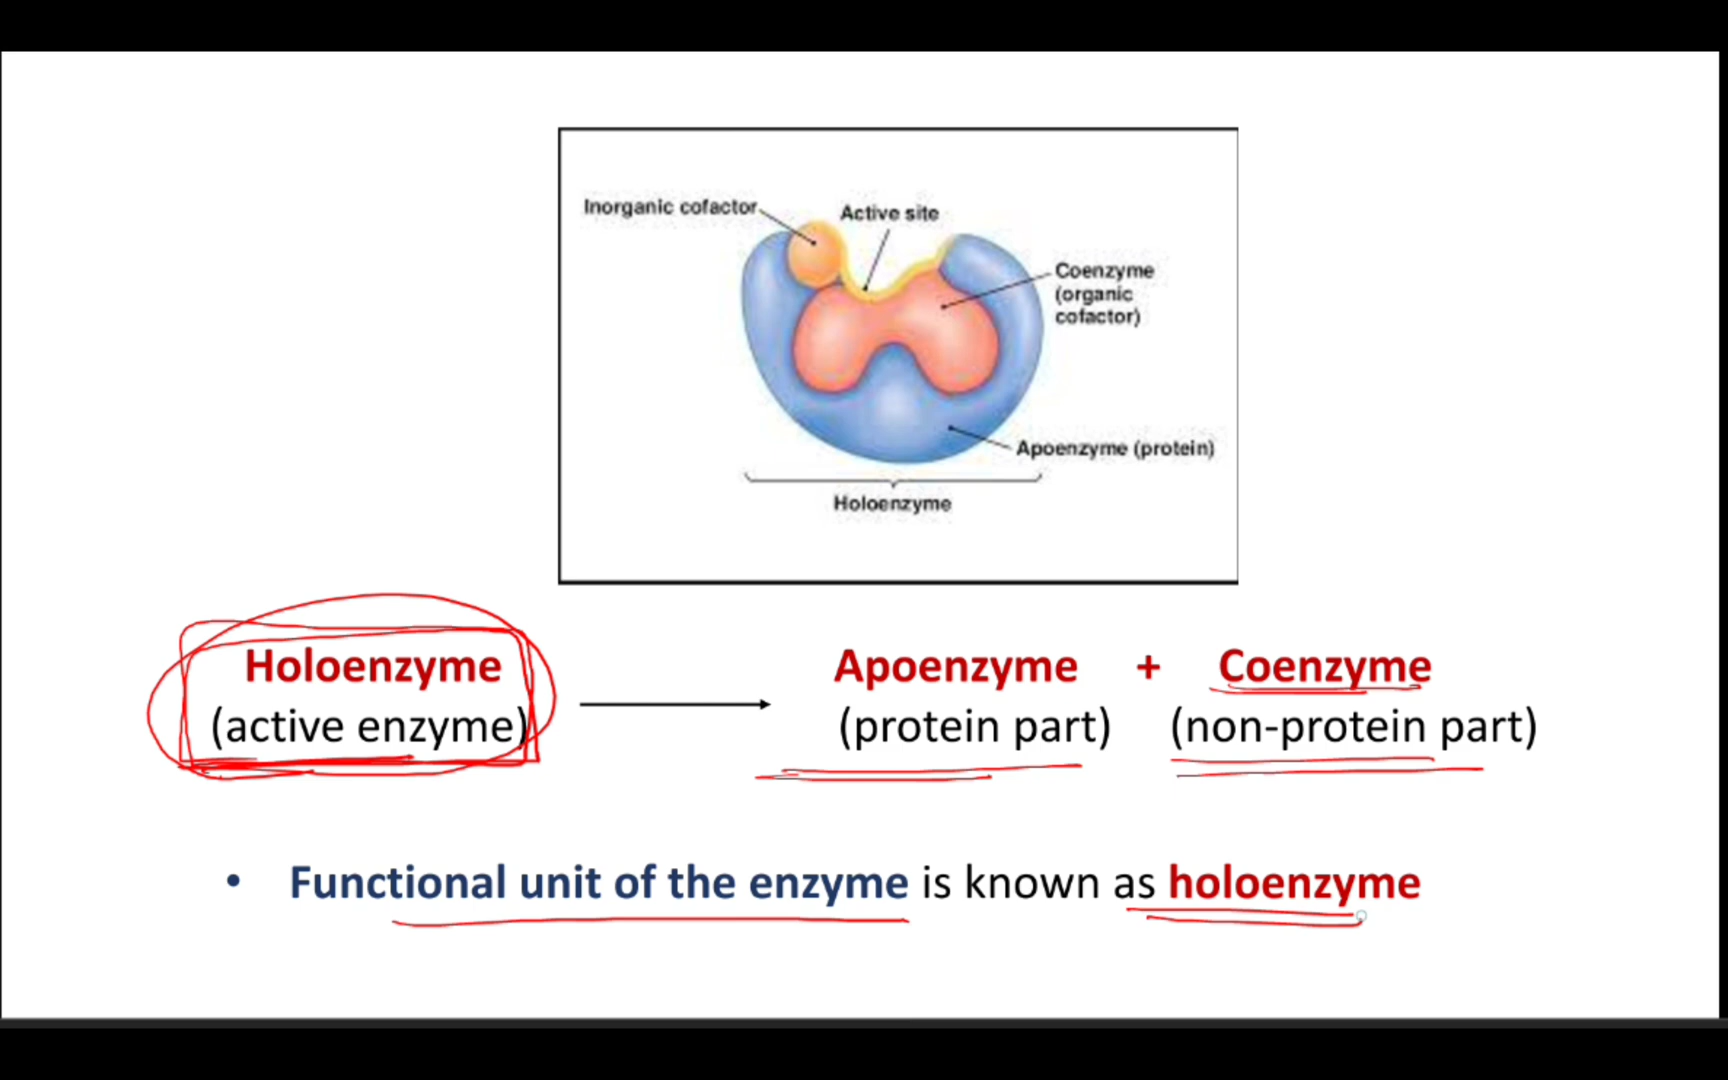 Inorganic cofactor
Active site
Coenzyme
(organic
cofactor)
Apoenzyme (protein)
Holoenzyme
Holoenzyme Apoenzyme + Coenzyme
(active enzyme) (protein part) (non-protein part)
• Functional unit of the enzyme is known as holoenzyme